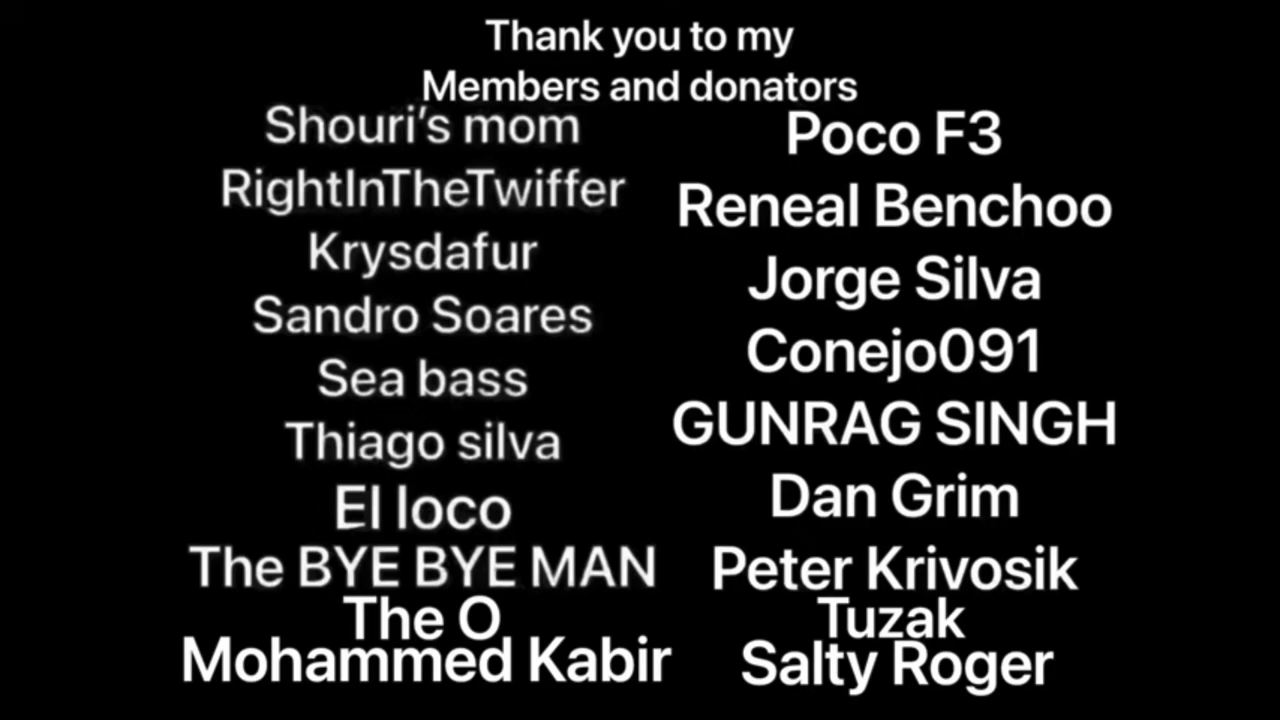 Thank you to my
Members and donators
Shouri’s mom
RightInTheTwiffer
Krysdafur
Sandro Soares
Sea bass
Thiago silva
El loco
The BYE BYE MAN
The O
Mohammed Kabir
Poco F3
Reneal Benchoo
Jorge Silva
Conejo091
GUNRAG SINGH
Dan Grim
Peter Krivosik
Tuzak
Salty Roger